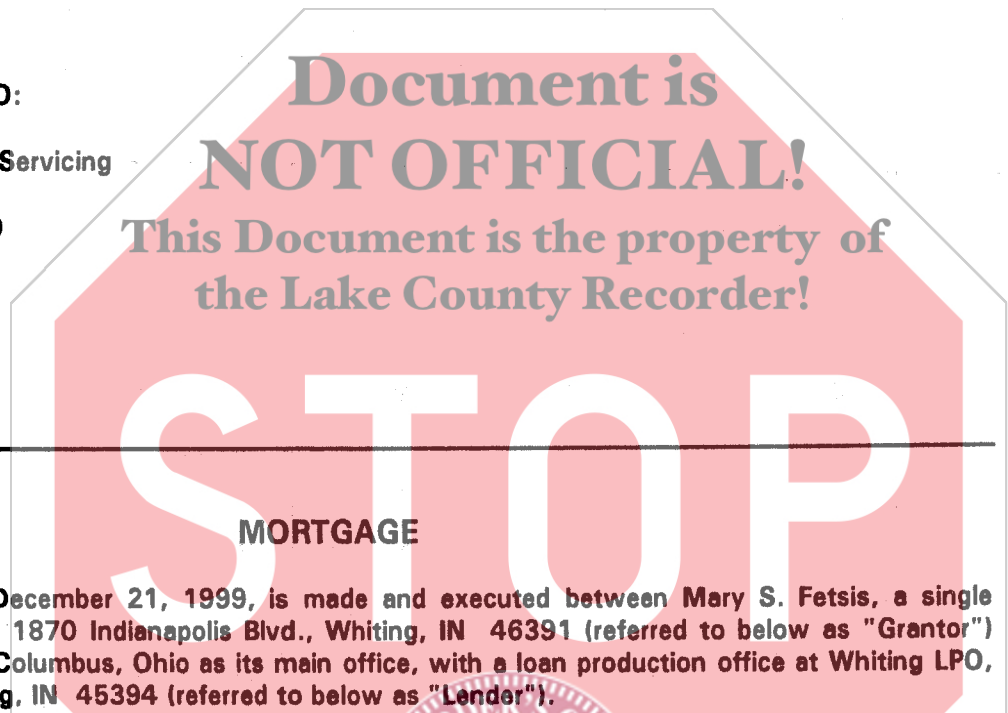 Document is
NOT OFFICIAL!
This Document is the property of
the Lake County Recorder!
O:
Servicing
STOP
MORTGAGE
December 21, 1999, is made and executed between Mary S. Fetsis, a single
1870 Indianapolis Blvd., Whiting, IN 46391 (referred to below as "Grantor")
Columbus, Ohio as its main office, with a loan production office at Whiting LPO,
g, IN 45394 (referred to below as "Lender").